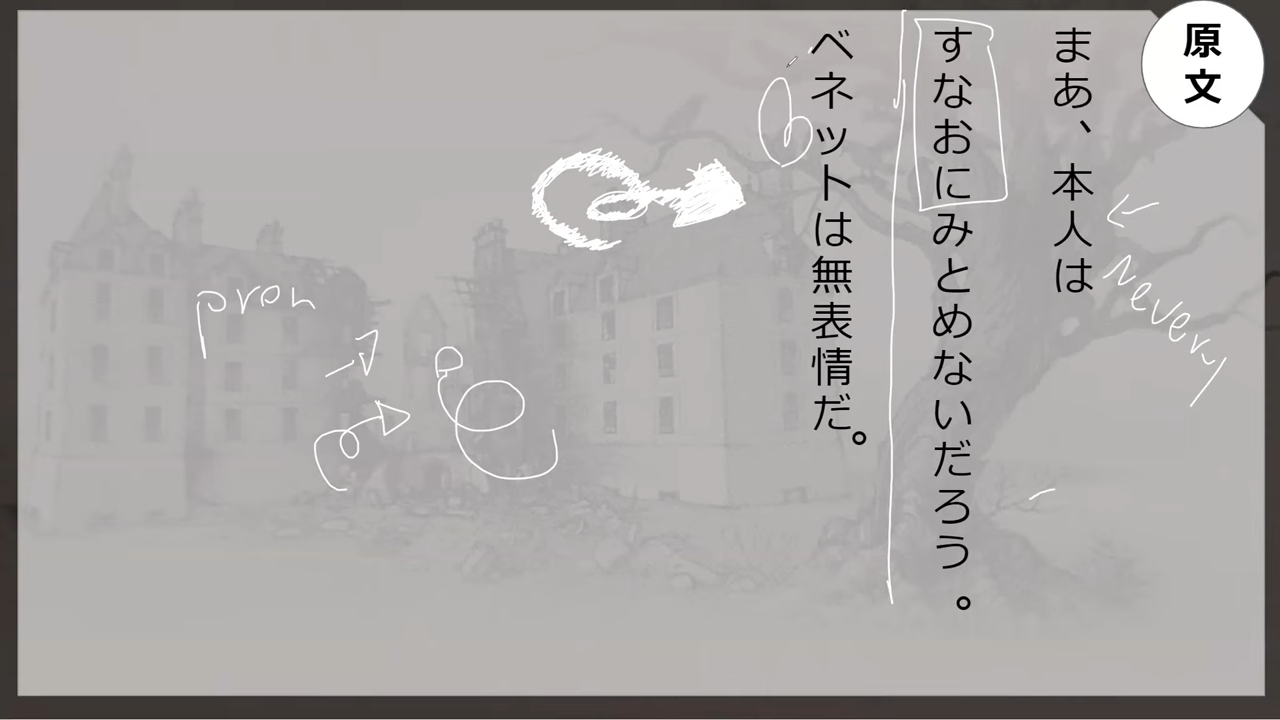 原文
まあ、本人は
すなおにみとめないだろう。
ベネットは無表情だ。
pron